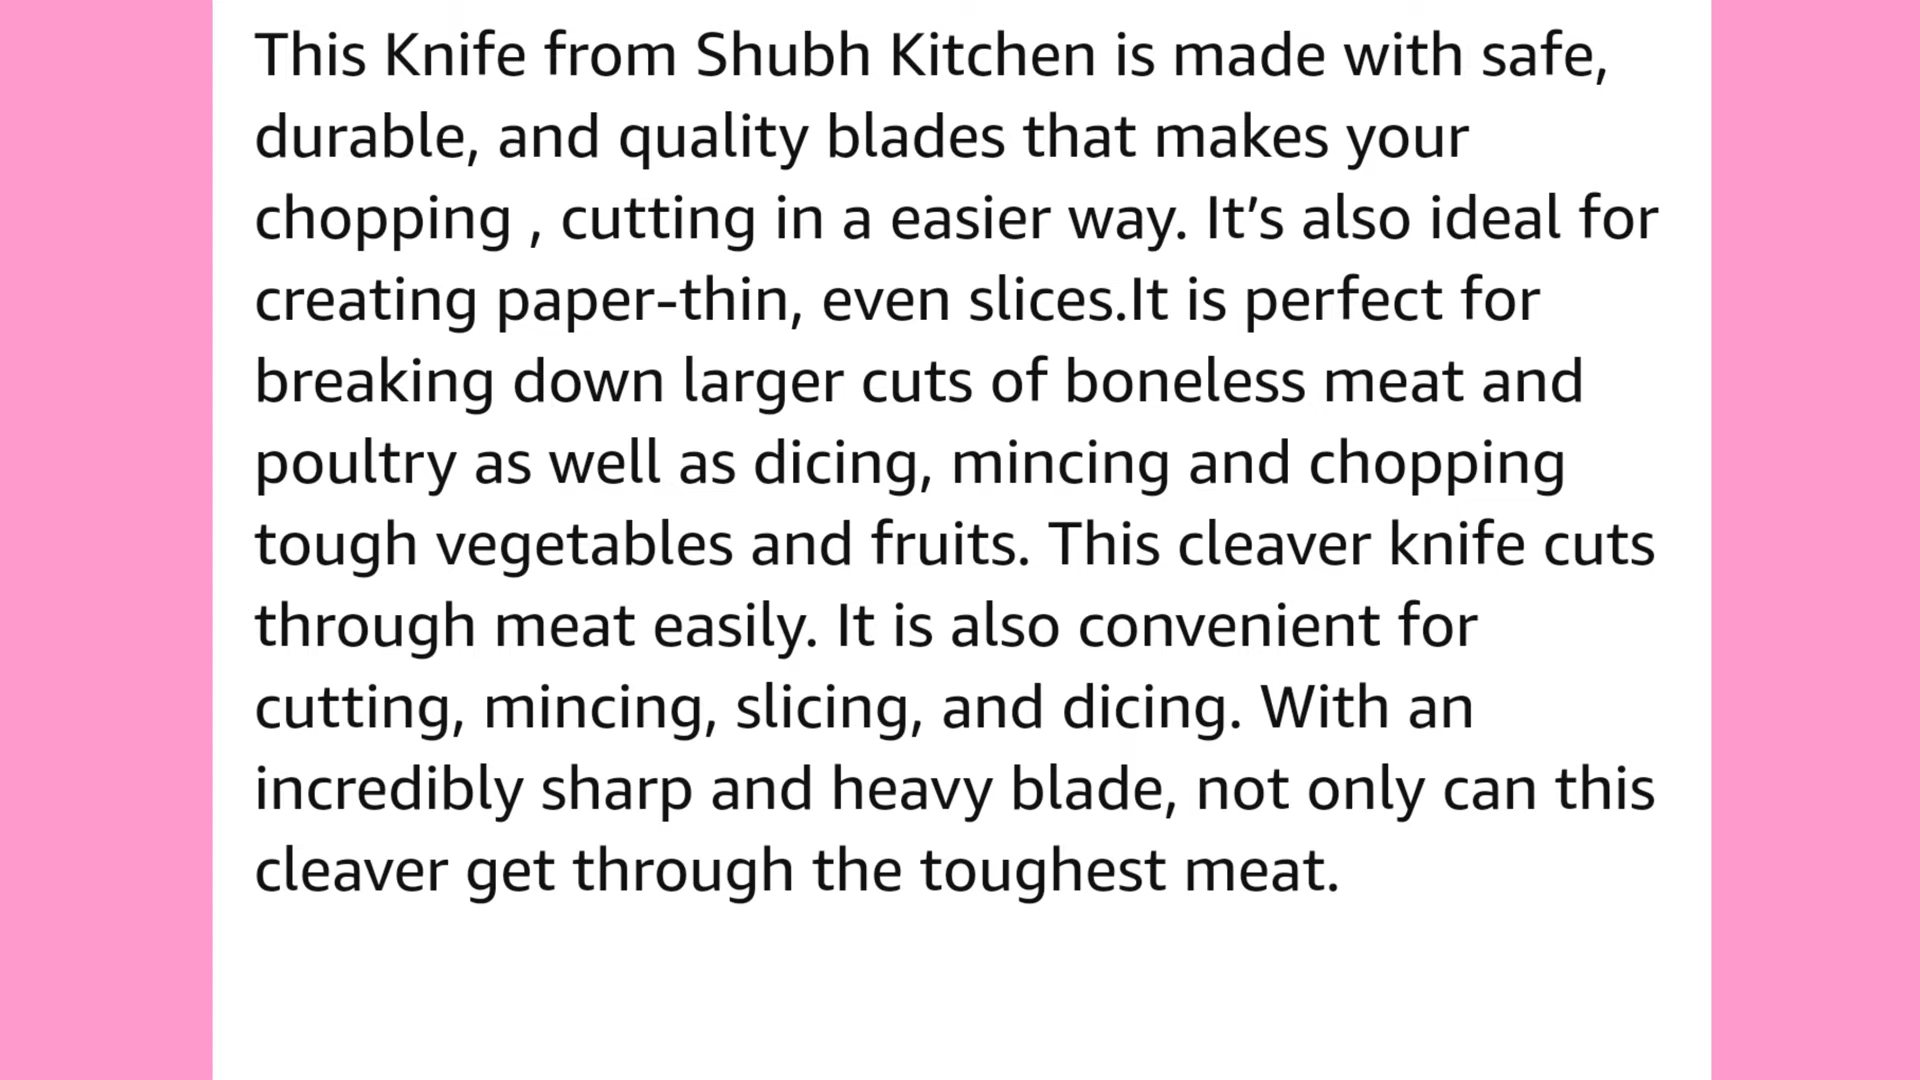 This Knife from Shubh Kitchen is made with safe,
durable, and quality blades that makes your
chopping , cutting in a easier way. It’s also ideal for
creating paper-thin, even slices.It is perfect for
breaking down larger cuts of boneless meat and
poultry as well as dicing, mincing and chopping
tough vegetables and fruits. This cleaver knife cuts
through meat easily. It is also convenient for
cutting, mincing, slicing, and dicing. With an
incredibly sharp and heavy blade, not only can this
cleaver get through the toughest meat.